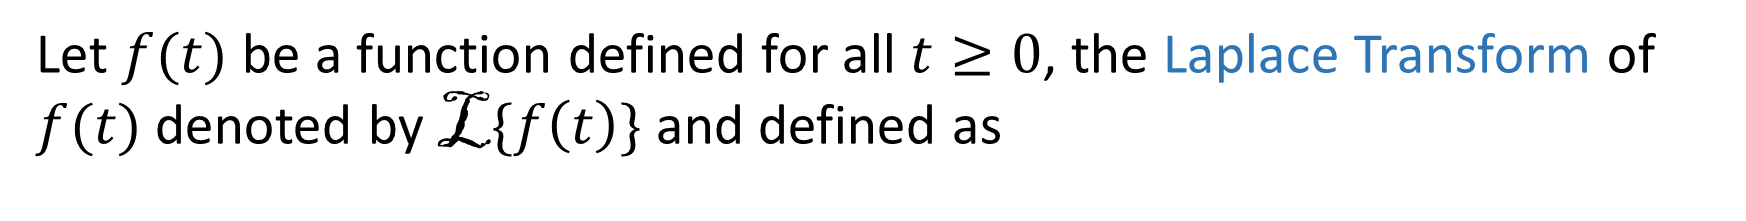 Let f(t) be a function defined for all t ≥ 0, the Laplace Transform of
f(t) denoted by ℒ{f(t)} and defined as